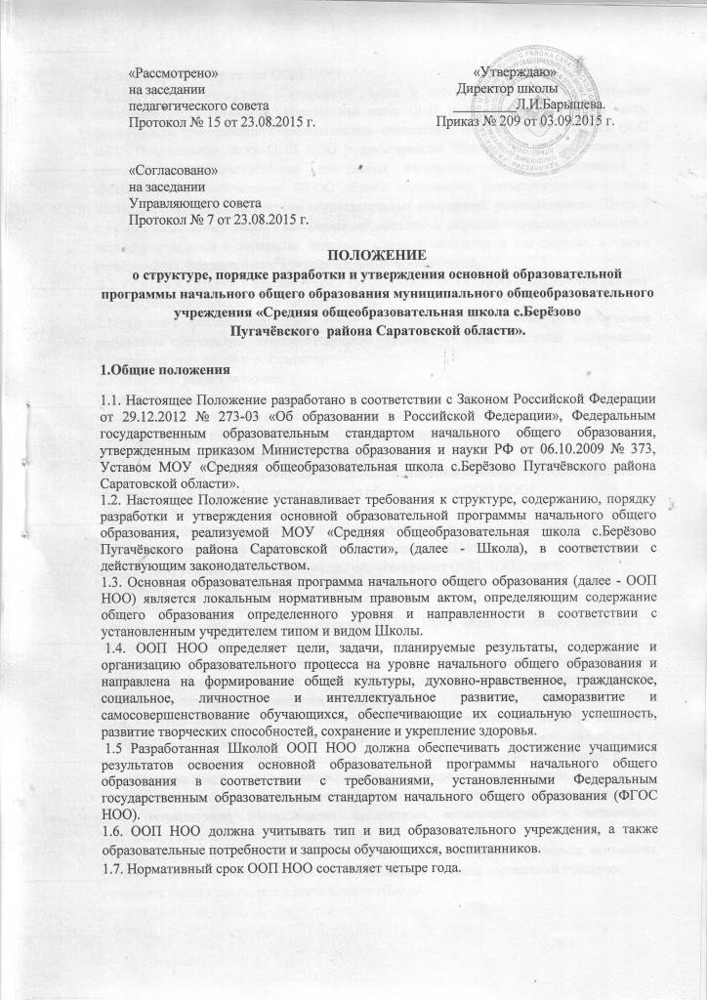 «Рассмотрено»
на заседании
педагогического совета
Протокол № 15 от 23.08.2015 г.
«Утверждаю»
Директор школы
_________Л.И.Барышева.
Приказ № 209 от 03.09.2015 г.
«Согласовано»
на заседании
Управляющего совета
Протокол № 7 от 23.08.2015 г.
ПОЛОЖЕНИЕ
о структуре, порядке разработки и утверждения основной образовательной
программы начального общего образования муниципального общеобразовательного
учреждения «Средняя общеобразовательная школа с.Берёзово
Пугачёвского района Саратовской области».
1.Общие положения
1.1. Настоящее Положение разработано в соответствии с Законом Российской Федерации
от 29.12.2012 № 273-03 «Об образовании в Российской Федерации», Федеральным
государственным образовательным стандартом начального общего образования,
утвержденным приказом Министерства образования и науки РФ от 06.10.2009 № 373,
Уставом МОУ «Средняя общеобразовательная школа с.Берёзово Пугачёвского района
Саратовской области».
1.2. Настоящее Положение устанавливает требования к структуре, содержанию, порядку
разработки и утверждения основной образовательной программы начального общего
образования, реализуемой МОУ «Средняя общеобразовательная школа с.Берёзово
Пугачёвского района Саратовской области», (далее - Школа), в соответствии с
действующим законодательством.
1.3. Основная образовательная программа начального общего образования (далее - ООП
НОО) является локальным нормативным правовым актом, определяющим содержание
общего образования определенного уровня и направленности в соответствии с
установленным учредителем типом и видом Школы.
1.4. ООП НОО определяет цели, задачи, планируемые результаты, содержание и
организацию образовательного процесса на уровне начального общего образования и
направлена на формирование общей культуры, духовно-нравственное, гражданское,
социальное, личностное и интеллектуальное развитие, саморазвитие и
самосовершенствование обучающихся, обеспечивающие их социальную успешность,
развитие творческих способностей, сохранение и укрепление здоровья.
1.5 Разработанная Школой ООП НОО должна обеспечивать достижение учащимися
результатов освоения основной образовательной программы начального общего
образования в соответствии с требованиями, установленными Федеральным
государственным образовательным стандартом начального общего образования (ФГОС
НОО).
1.6. ООП НОО должна учитывать тип и вид образовательного учреждения, а также
образовательные потребности и запросы обучающихся, воспитанников.
1.7. Нормативный срок ООП НОО составляет четыре года.